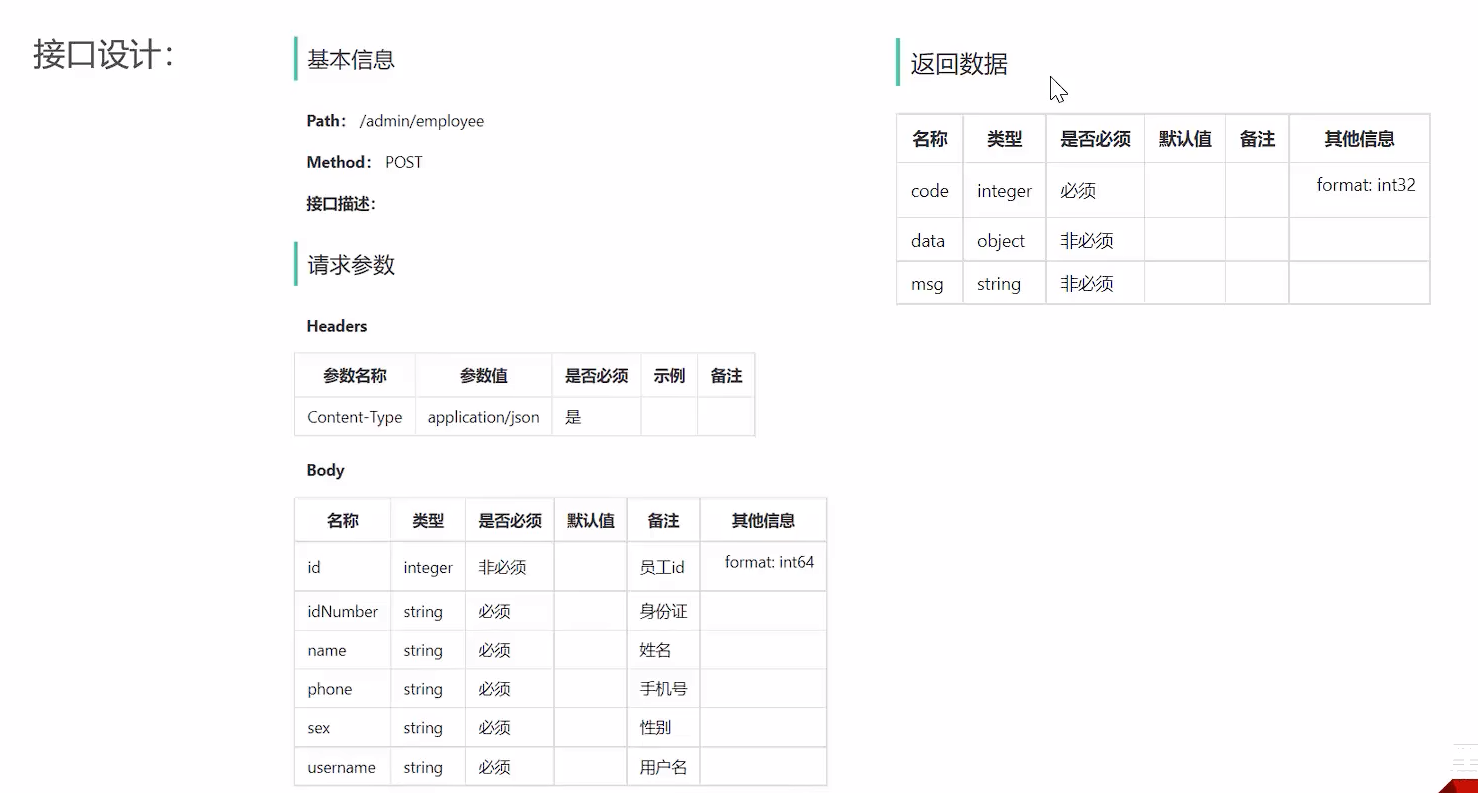 接口设计：
基本信息
Path： /admin/employee
Method： POST
接口描述：
请求参数
Headers
参数名称 参数值 是否必须 示例 备注
Content-Type application/json 是
Body
名称 类型 是否必须 默认值 备注 其他信息
id integer 非必须 员工id format: int64
idNumber string 必须 身份证
name string 必须 姓名
phone string 必须 手机号
sex string 必须 性别
username string 必须 用户名
返回数据
名称 类型 是否必须 默认值 备注 其他信息
code integer 必须 format: int32
data object 非必须
msg string 非必须